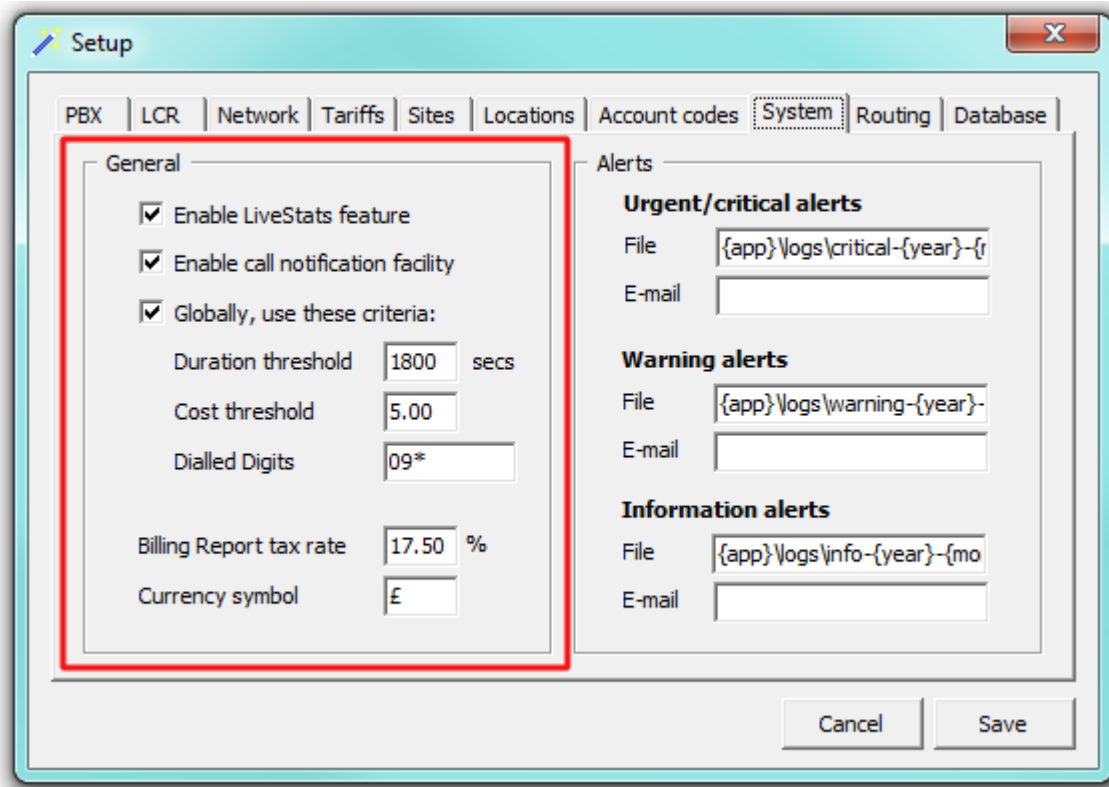 Setup
PBX LCR Network Tariffs Sites Locations Account codes System Routing Database
General
Enable LiveStats feature
Enable call notification facility
Globally, use these criteria:
Duration threshold 1800 secs
Cost threshold 5.00
Dialled Digits 09*
Billing Report tax rate 17.50 %
Currency symbol £
Alerts
Urgent/critical alerts
File {app}\logs\critical-{year}-{
E-mail
Warning alerts
File {app}\logs\warning-{year}-
E-mail
Information alerts
File {app}\logs\info-{year}-{mo
E-mail
Cancel Save